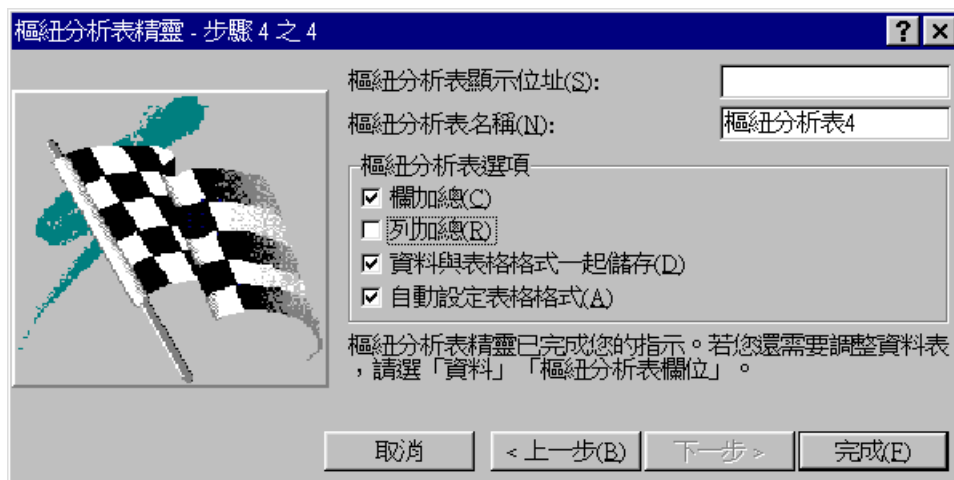 樞紐分析表精靈 - 步驟 4 之 4
樞紐分析表顯示位址(S):
樞紐分析表名稱(N):
樞紐分析表4
樞紐分析表選項
欄加總(C)
列加總(R)
資料與表格格式一起儲存(D)
自動設定表格格式(A)
樞紐分析表精靈已完成您的指示。若您還需要調整資料表
，請選「資料」「樞紐分析表欄位」。
取消
< 上一步(B)
下一步 >
完成(F)